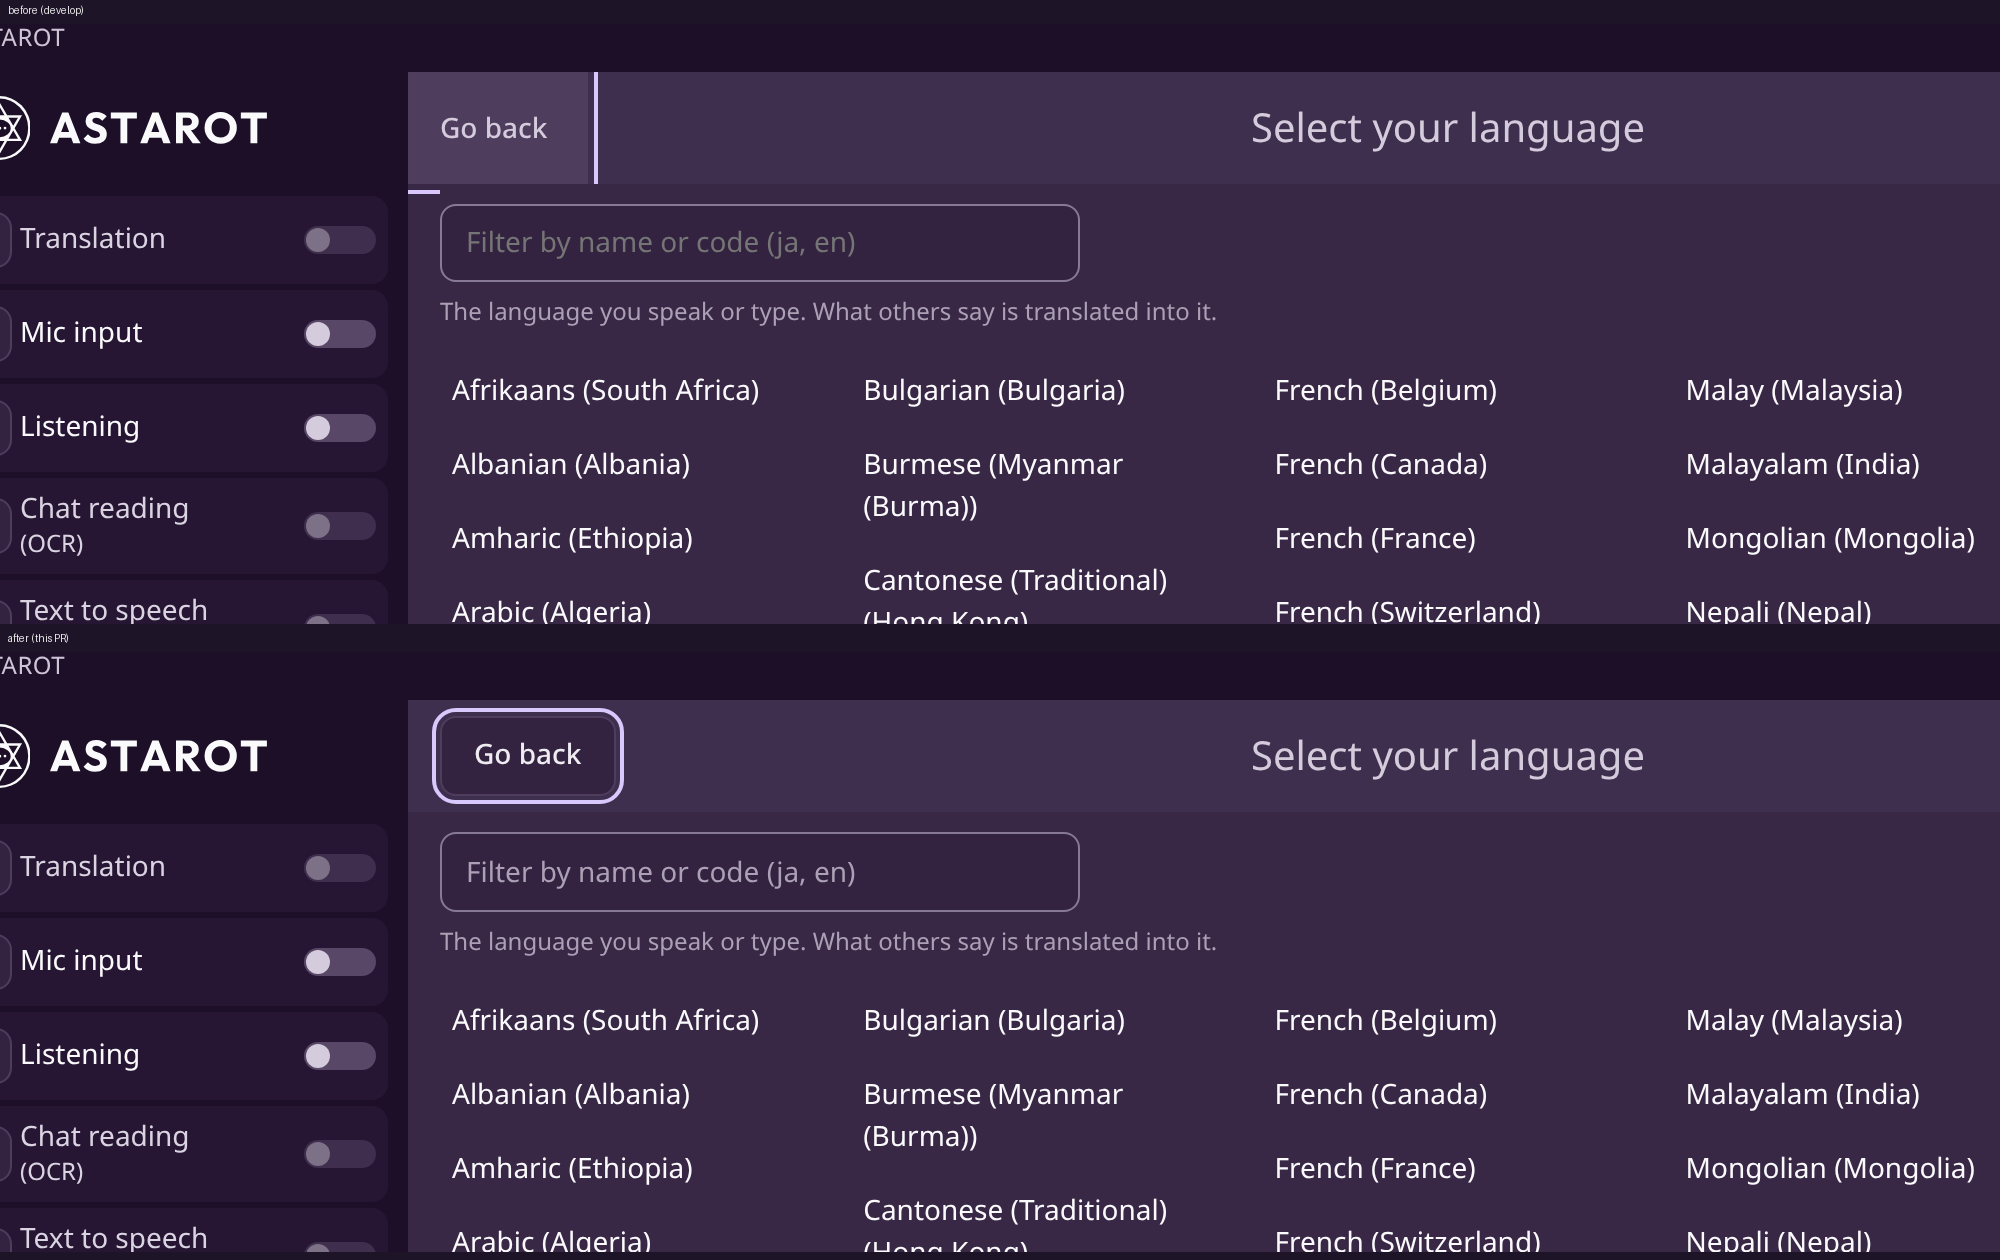 before (develop)
TAROT
ASTAROT
Go back
Select your language
Translation
Mic input
Listening
Chat reading
(OCR)
Text to speech
Filter by name or code (ja, en)
The language you speak or type. What others say is translated into it.
Afrikaans (South Africa)
Albanian (Albania)
Amharic (Ethiopia)
Arabic (Algeria)
Bulgarian (Bulgaria)
Burmese (Myanmar
(Burma))
Cantonese (Traditional)
(Hong Kong)
French (Belgium)
French (Canada)
French (France)
French (Switzerland)
Malay (Malaysia)
Malayalam (India)
Mongolian (Mongolia)
Nepali (Nepal)
after (this PR)
TAROT
ASTAROT
Go back
Select your language
Translation
Mic input
Listening
Chat reading
(OCR)
Text to speech
Filter by name or code (ja, en)
The language you speak or type. What others say is translated into it.
Afrikaans (South Africa)
Albanian (Albania)
Amharic (Ethiopia)
Arabic (Algeria)
Bulgarian (Bulgaria)
Burmese (Myanmar
(Burma))
Cantonese (Traditional)
(Hong Kong)
French (Belgium)
French (Canada)
French (France)
French (Switzerland)
Malay (Malaysia)
Malayalam (India)
Mongolian (Mongolia)
Nepali (Nepal)